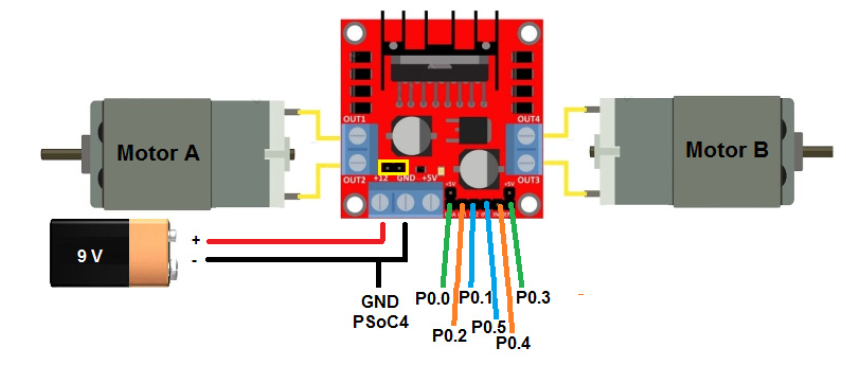 OUT1
OUT4
Motor A
Motor B
OUT2
+12 GND +5V
OUT3
+5V
+5V
9 V
+
-
GND
PSoC4
P0.0
P0.1
P0.3
P0.2
P0.5
P0.4